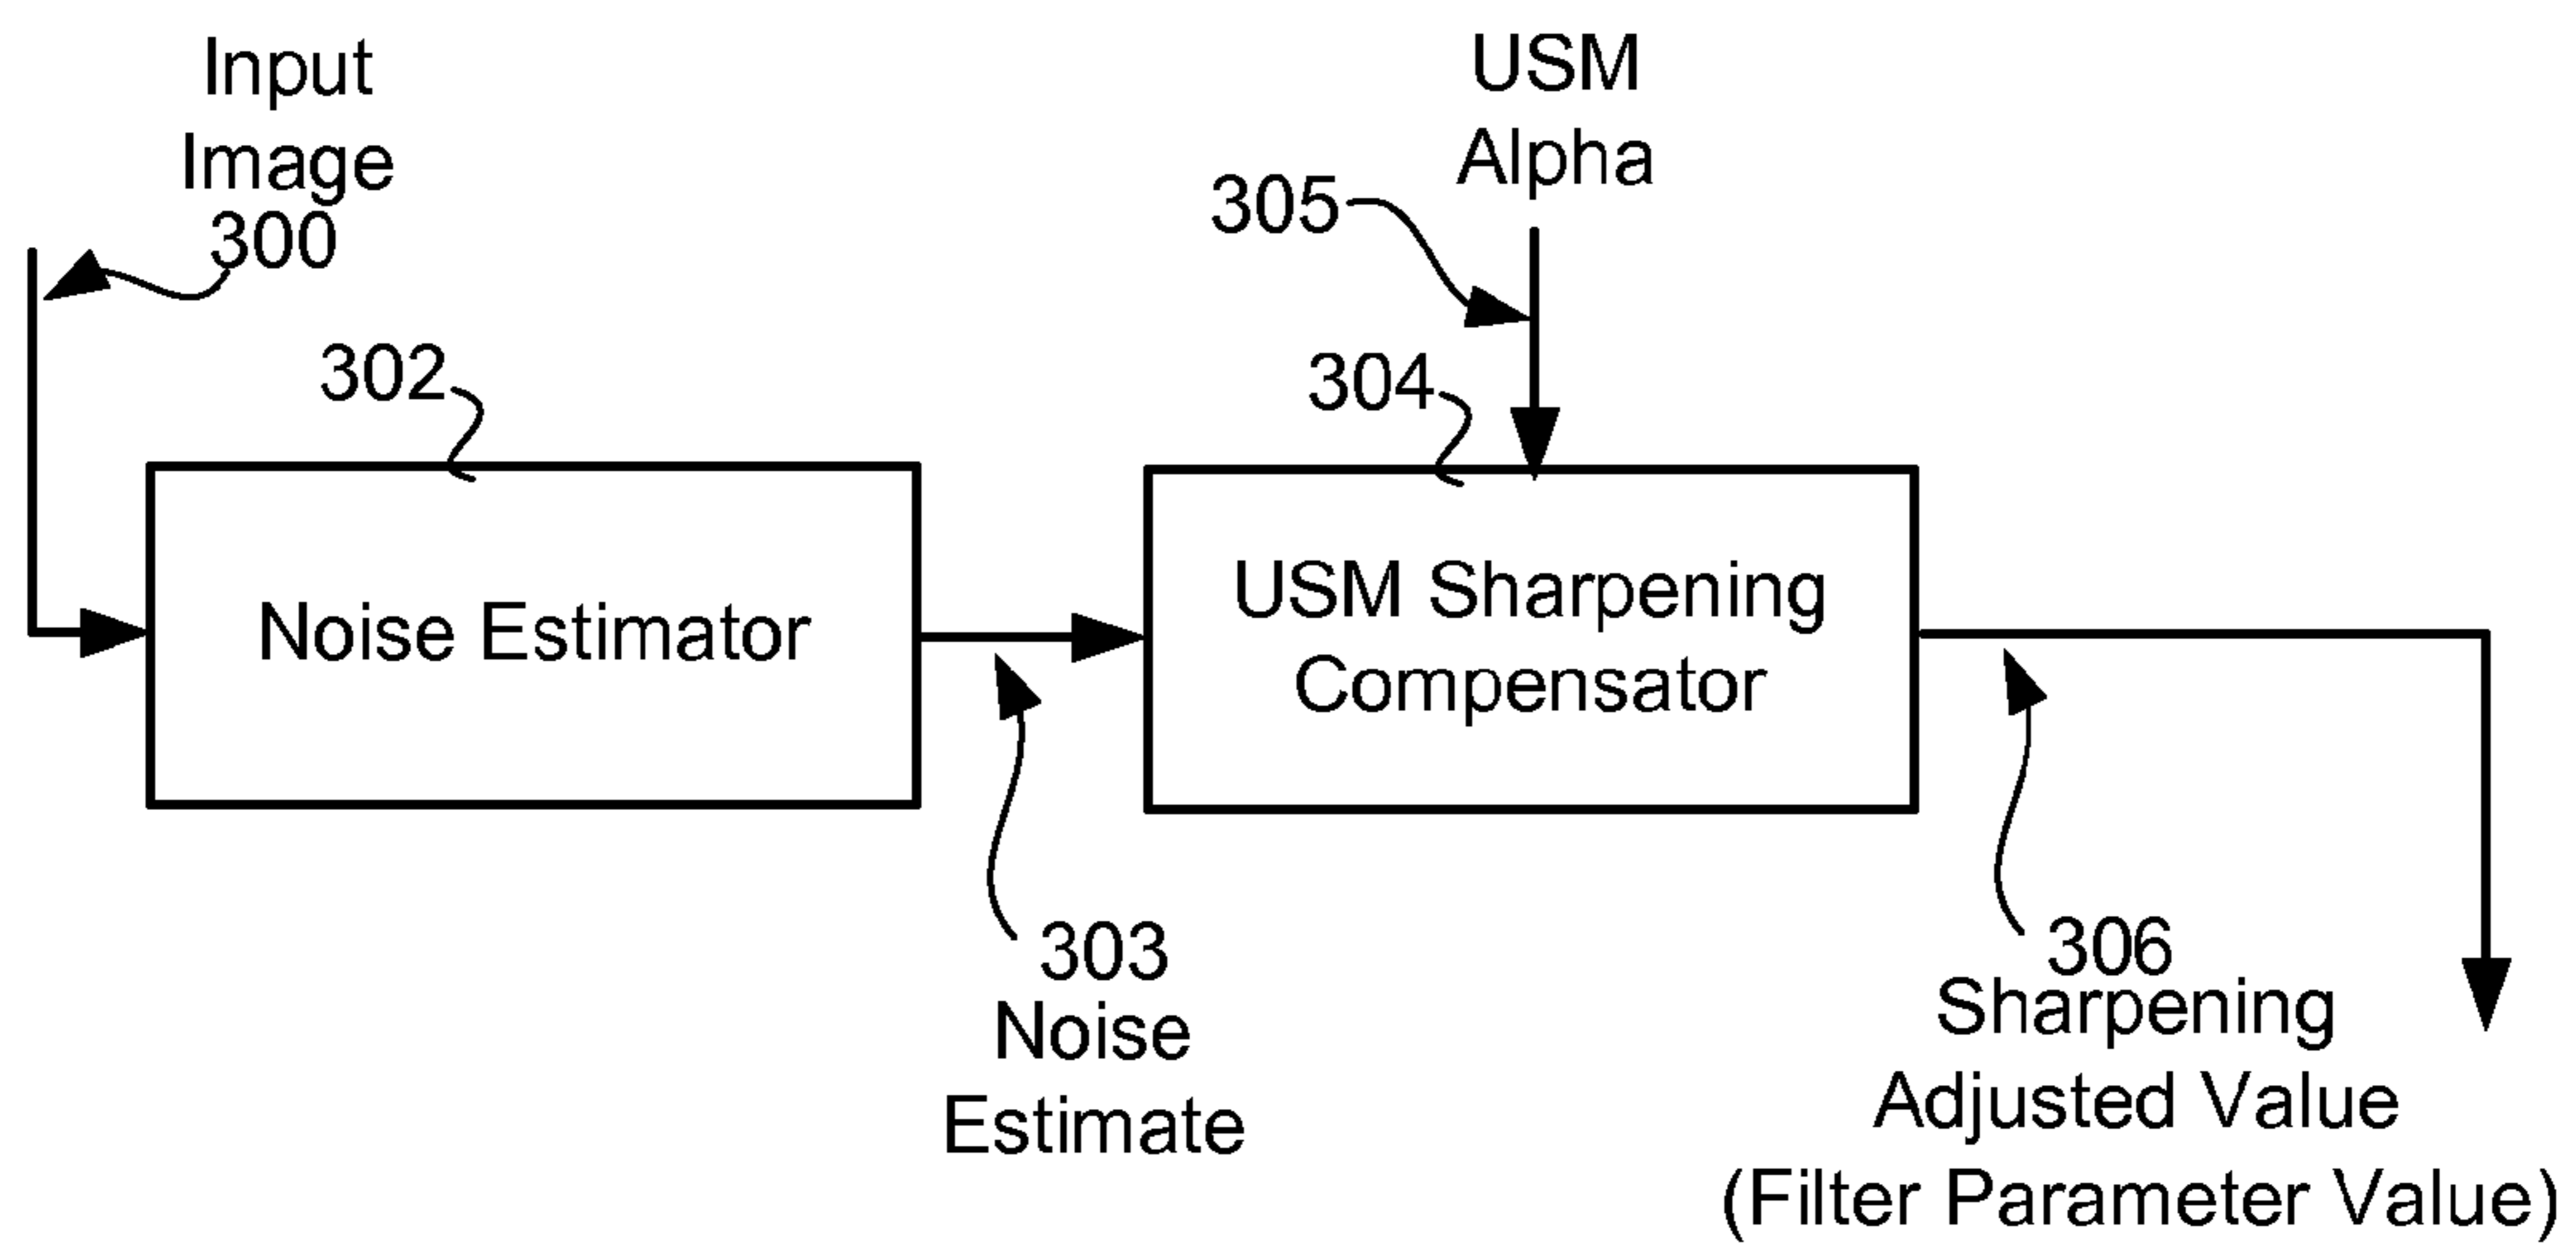 Input
Image
300
USM
Alpha
305
302
304
Noise Estimator
USM Sharpening
Compensator
303
Noise
Estimate
306
Sharpening
Adjusted Value
(Filter Parameter Value)